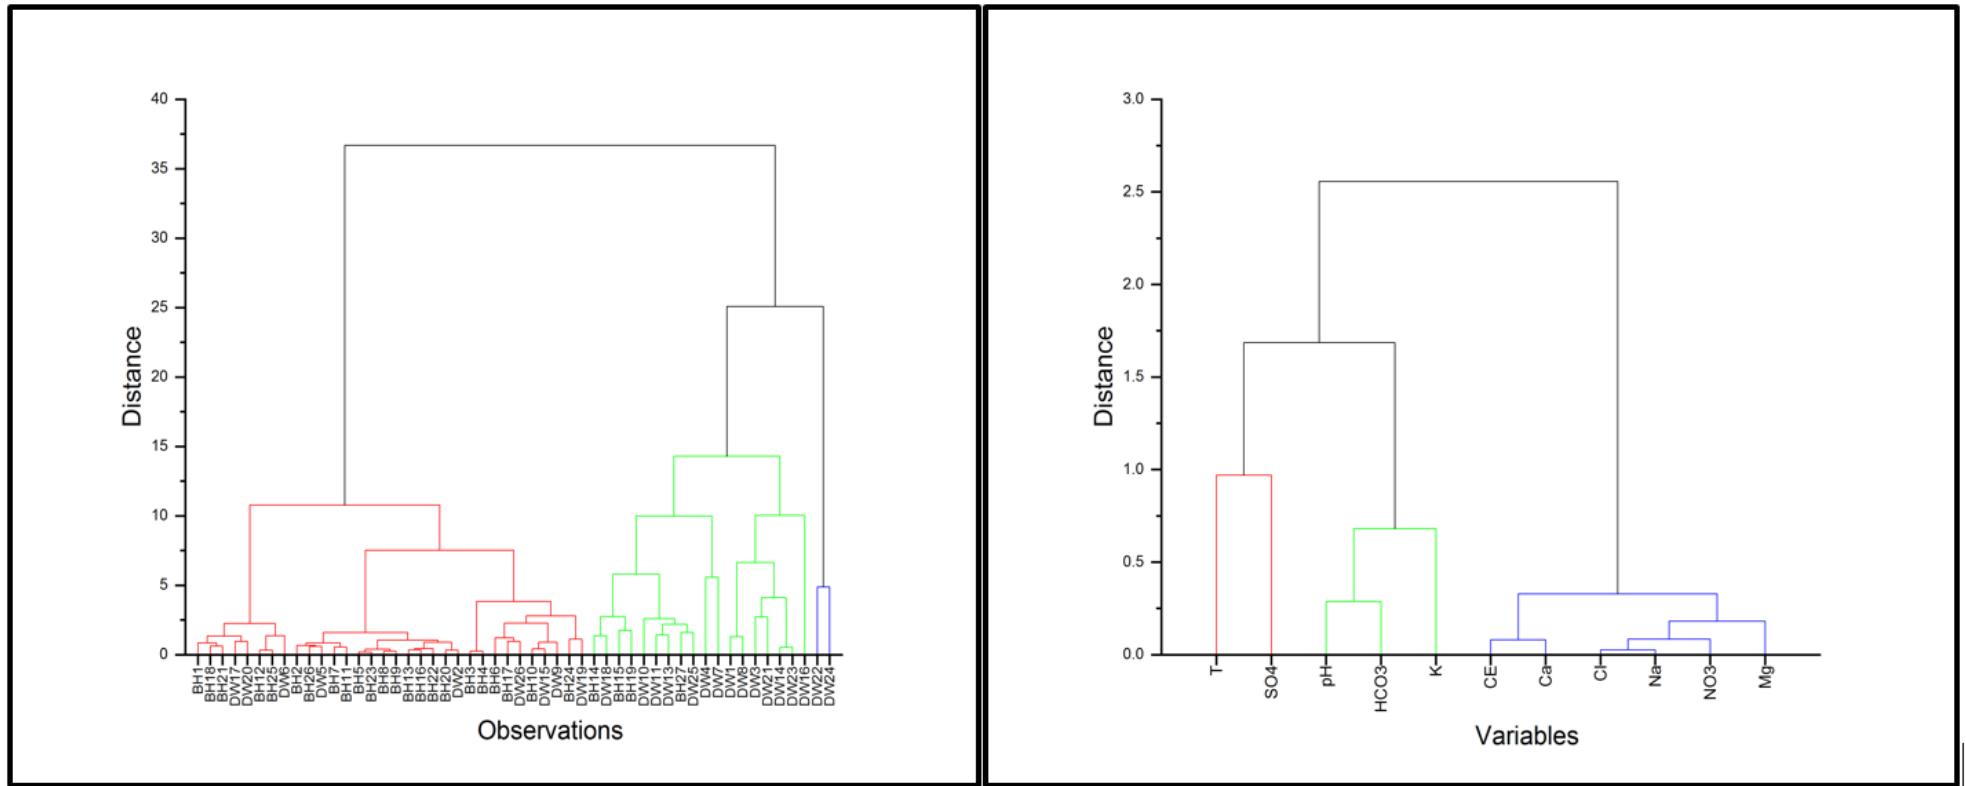 40
35
30
25
20
15
10
5
0
Distance
BH1
BH18
BH21
DW17
DW20
BH12
BH25
DW6
BH2
BH26
DW5
BH7
BH11
BH5
BH23
BH8
BH9
BH13
BH16
BH22
BH20
DW2
BH3
BH4
BH6
BH17
DW26
BH10
DW15
DW9
BH24
DW19
BH14
DW18
BH15
BH19
DW10
DW11
DW13
BH27
DW25
DW4
DW7
DW1
DW8
DW3
DW21
DW14
DW23
DW16
DW22
DW24
Observations
3.0
2.5
2.0
1.5
1.0
0.5
0.0
Distance
T
SO4
pH
HCO3
K
CE
Ca
Cl
Na
NO3
Mg
Variables